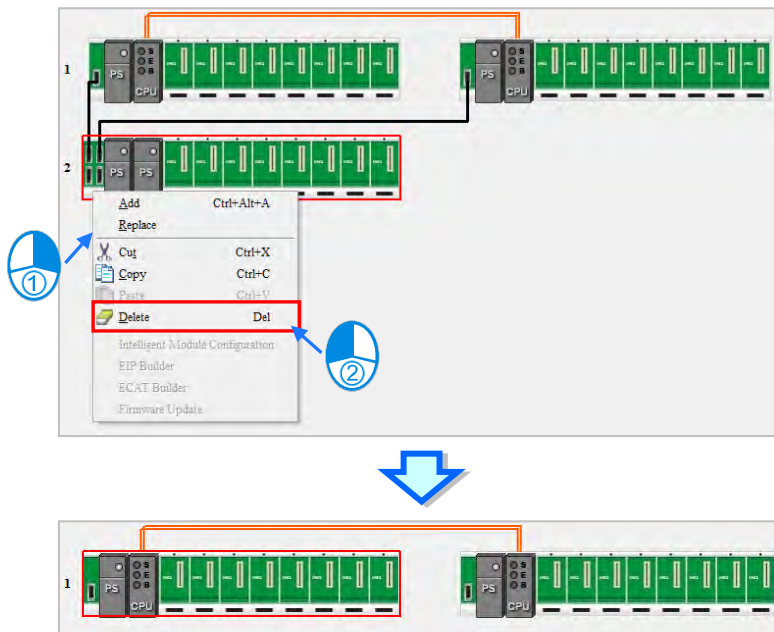 1
PS
S
E
B
CPU
PS
S
E
B
CPU
2
PS PS
Add Ctrl+Alt+A
Replace
Cut Ctrl+X
Copy Ctrl+C
Paste Ctrl+V
Delete Del
Intelligent Module Configuration
EIP Builder
ECAT Builder
Firmware Update
1
2
1
PS
S
E
B
CPU
PS
S
E
B
CPU